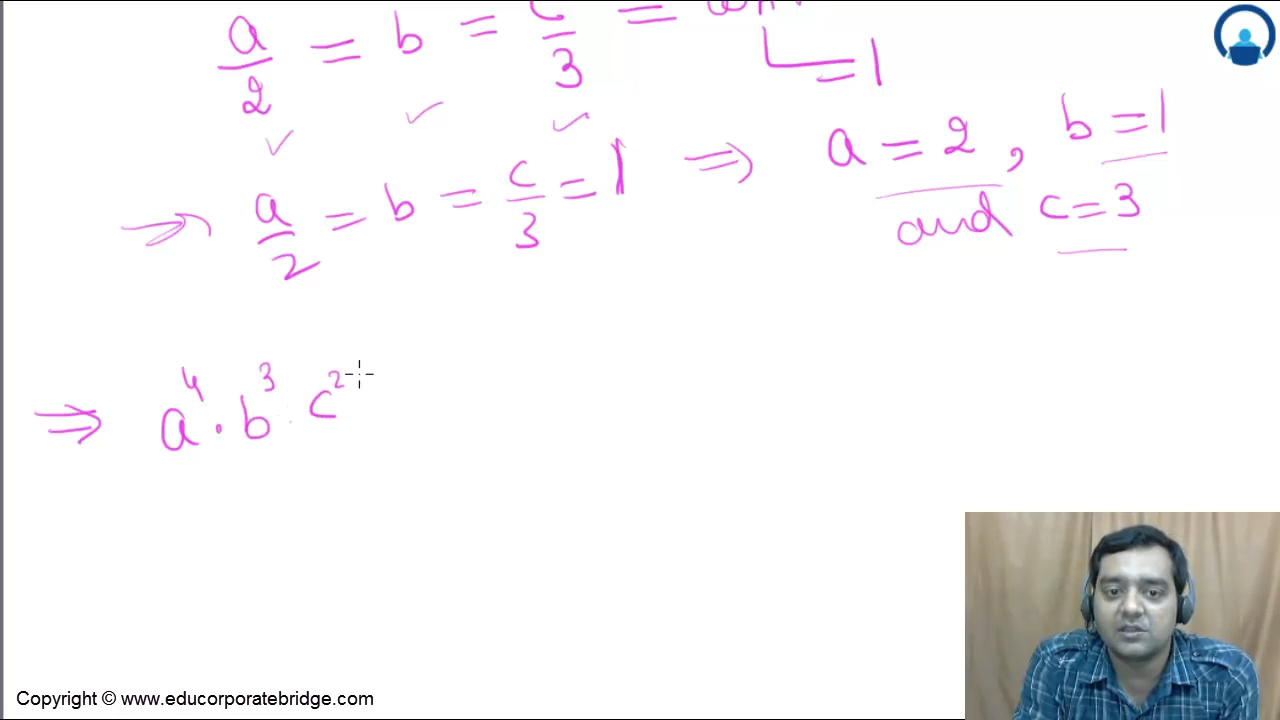 a/2 = b = c/3 =
= 1
→ a/2 = b = c/3 = 1 ⇒ a = 2, b = 1
and c = 3
⇒ a⁴ · b³ · c²
Copyright © www.educorporatebridge.com